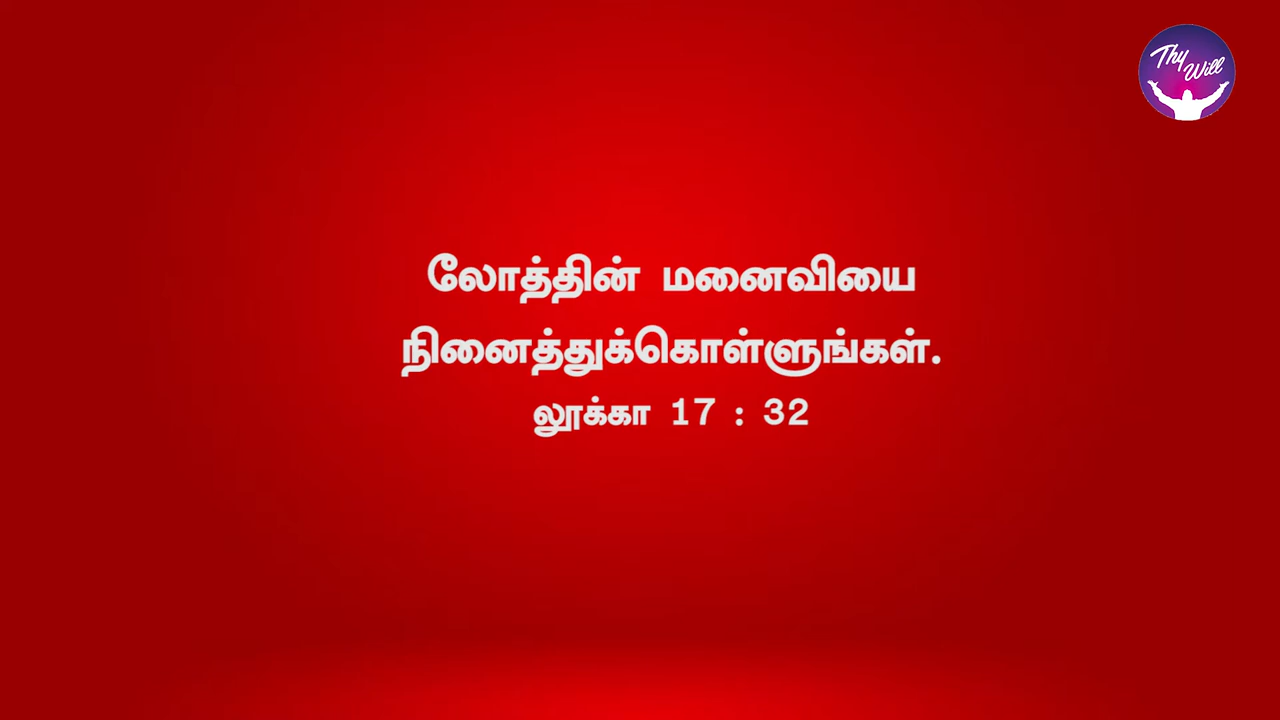 Thy Will
லோத்தின் மனைவியை
நினைத்துக்கொள்ளுங்கள்.
லூக்கா 17 : 32